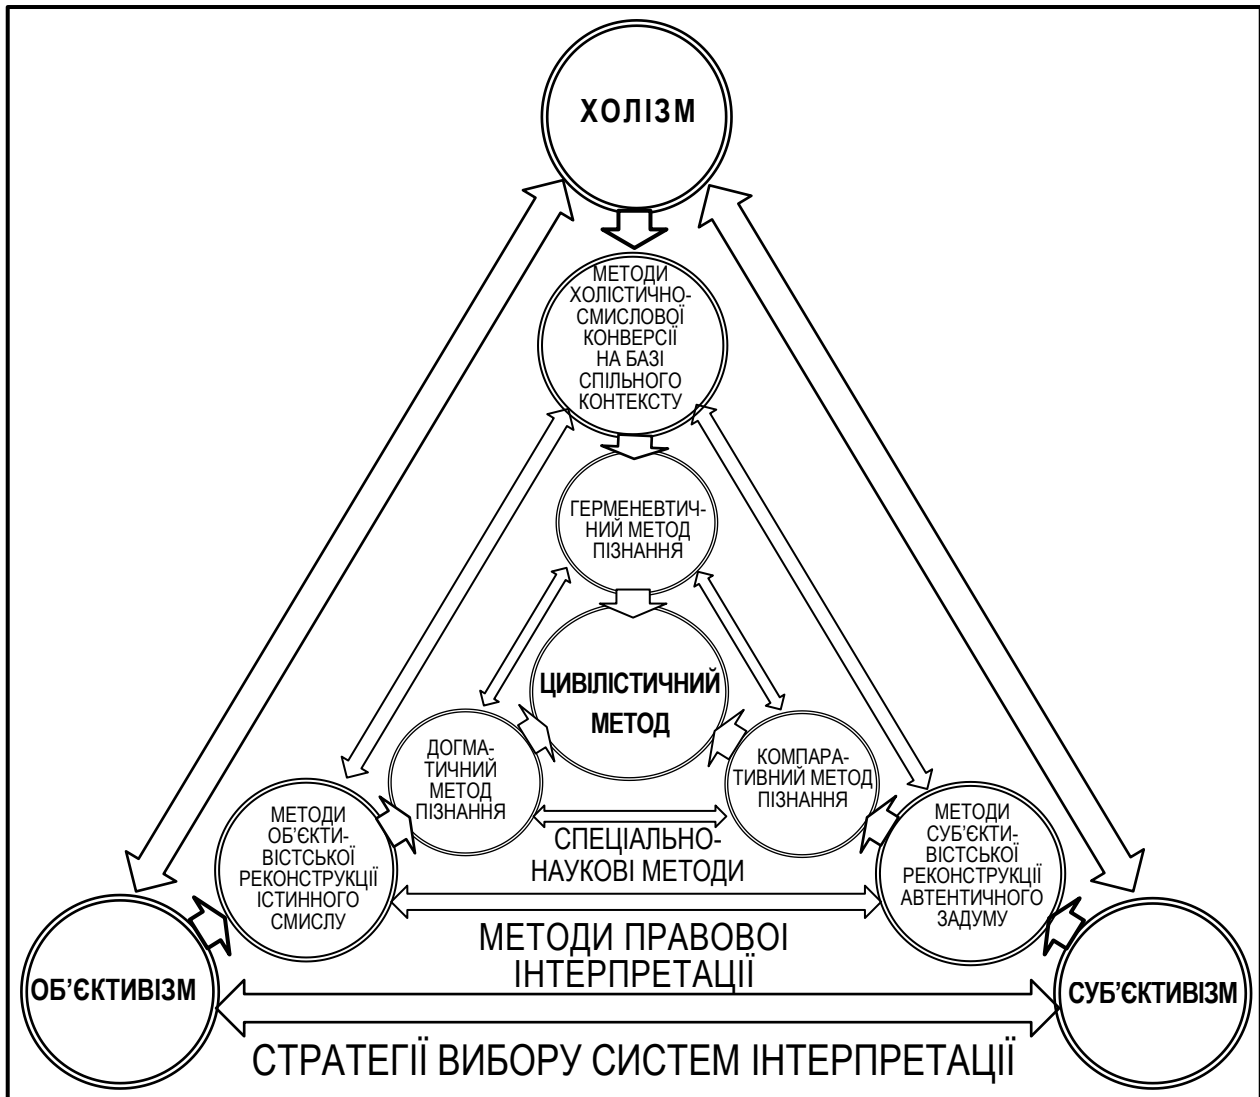 ХОЛІЗМ
МЕТОДИ
ХОЛІСТИЧНО-
СМИСЛОВОЇ
КОНВЕРСІЇ
НА БАЗІ
СПІЛЬНОГО
КОНТЕКСТУ
ГЕРМЕНЕВТИЧ-
НИЙ МЕТОД
ПІЗНАННЯ
ЦИВІЛІСТИЧНИЙ
МЕТОД
ДОГМА-
ТИЧНИЙ
МЕТОД
ПІЗНАННЯ
КОМПАРА-
ТИВНИЙ МЕТОД
ПІЗНАННЯ
СПЕЦІАЛЬНО-
НАУКОВІ МЕТОДИ
МЕТОДИ
ОБ’ЄКТИ-
ВІСТСЬКОЇ
РЕКОНСТРУКЦІЇ
ІСТИННОГО
СМИСЛУ
МЕТОДИ
СУБ’ЄКТИ-
ВІСТСЬКОЇ
РЕКОНСТРУКЦІЇ
АВТЕНТИЧНОГО
ЗАДУМУ
МЕТОДИ ПРАВОВОЇ
ІНТЕРПРЕТАЦІЇ
ОБ’ЄКТИВІЗМ
СУБ’ЄКТИВІЗМ
СТРАТЕГІЇ ВИБОРУ СИСТЕМ ІНТЕРПРЕТАЦІЇ